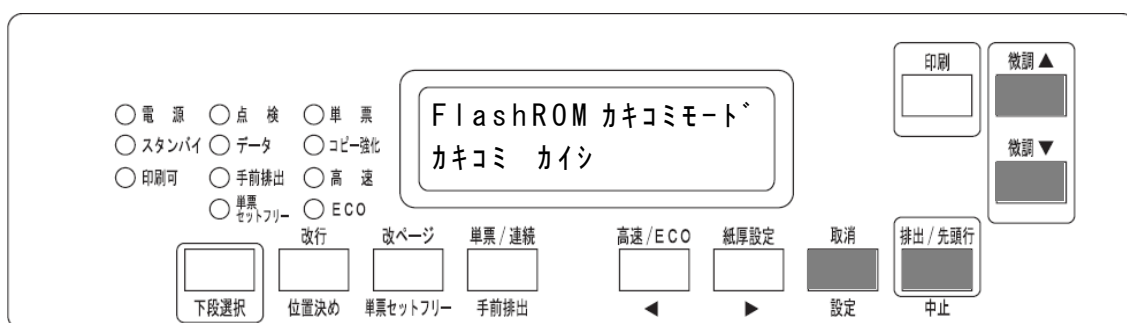 FlashROM カキコミモード
カキコミ カイシ
電源
点検
単票
スタンバイ
データ
コピー強化
印刷可
手前排出
高速
単票
セットフリー
ECO
印刷
微調▲
微調▼
改行
改ページ
単票/連続
高速/ECO
紙厚設定
取消
排出/先頭行
下段選択
位置決め
単票セットフリー
手前排出
◀
▶
設定
中止